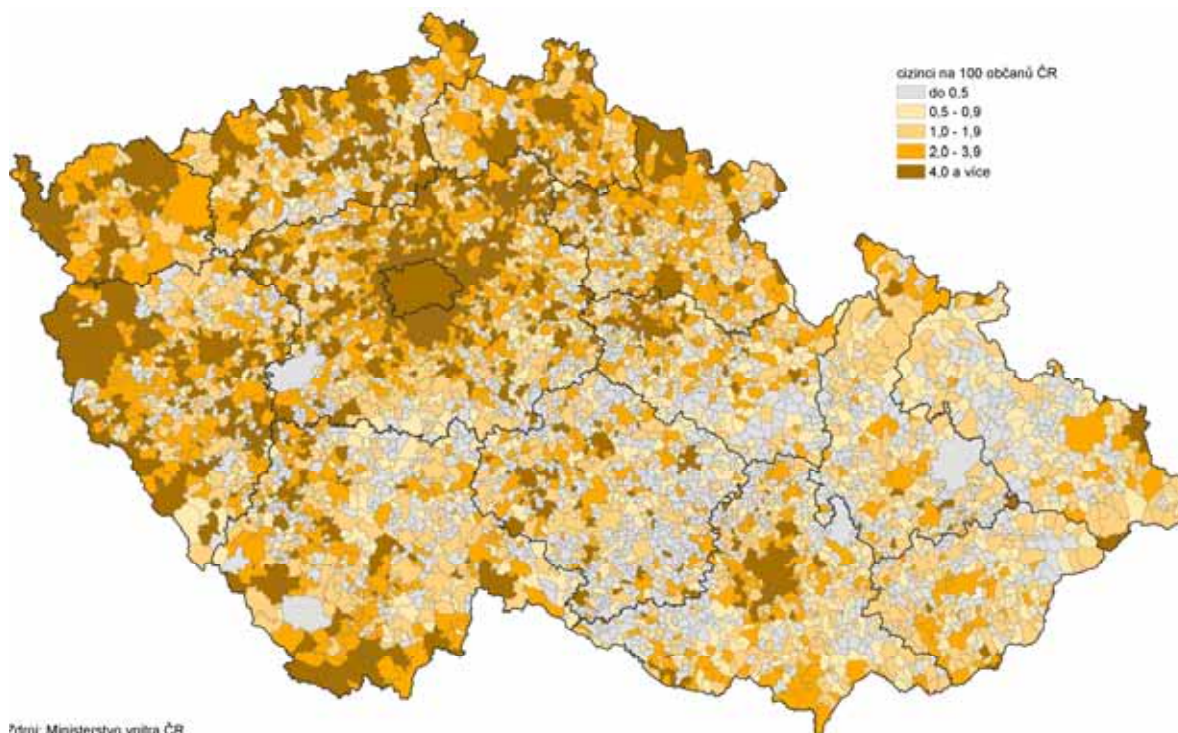 cizinci na 100 občanů ČR
do 0,5
0,5 - 0,9
1,0 - 1,9
2,0 - 3,9
4,0 a více
Zdroj: Ministerstvo vnitra ČR